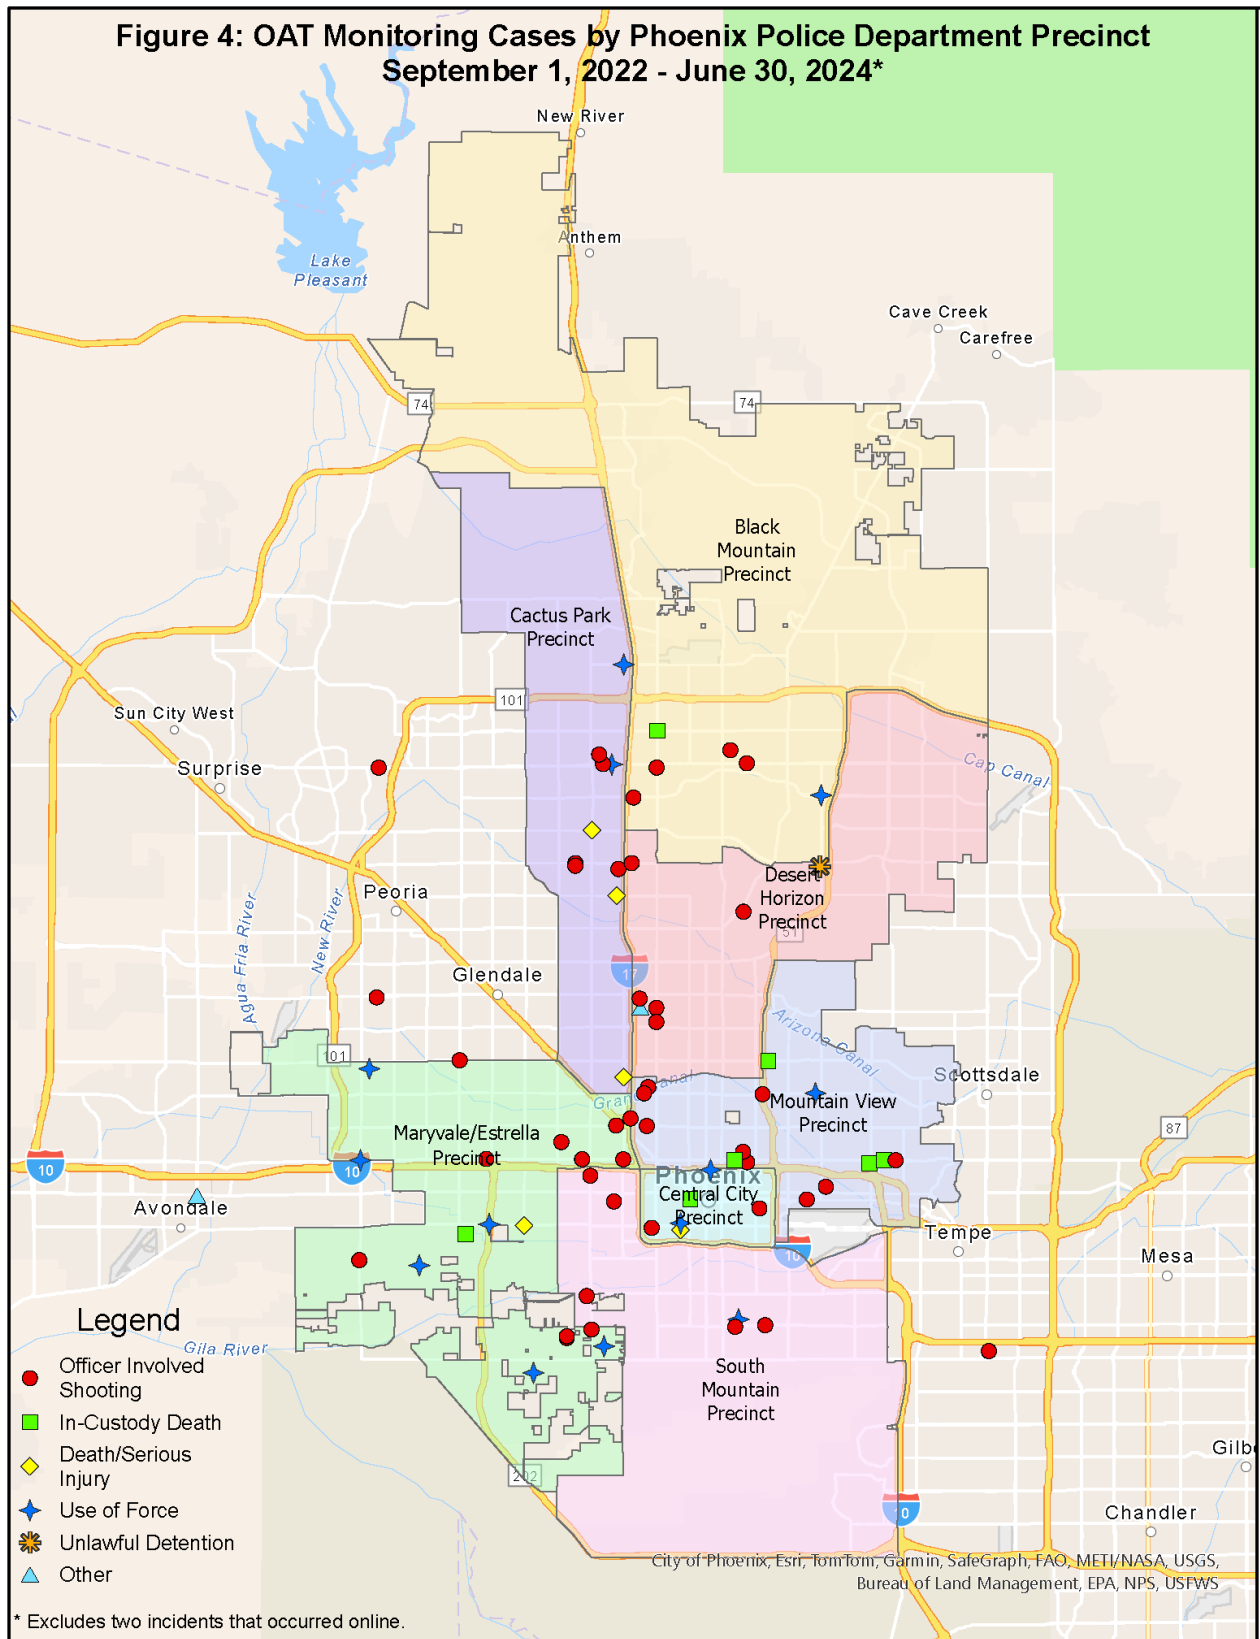 Figure 4: OAT Monitoring Cases by Phoenix Police Department Precinct
September 1, 2022 - June 30, 2024*
New River
Anthem
Lake
Pleasant
Cave Creek
Carefree
74
74
Black
Mountain
Precinct
Cactus Park
Precinct
101
Sun City West
Surprise
Cap Canal
Peoria
Desert
Horizon
Precinct
51
Agua Fria River
New River
Glendale
17
Arizona Canal
101
Scottsdale
Grand Canal
Mountain View
Precinct
87
Maryvale/Estrella
Precinct
10
10
Phoenix
Central City
Precinct
Avondale
Tempe
10
Mesa
Legend
Gila River
Officer Involved
Shooting
In-Custody Death
Death/Serious
Injury
Use of Force
Unlawful Detention
Other
South
Mountain
Precinct
202
Gilb
10
Chandler
City of Phoenix, Esri, TomTom, Garmin, SafeGraph, FAO, METI/NASA, USGS,
Bureau of Land Management, EPA, NPS, USFWS
* Excludes two incidents that occurred online.